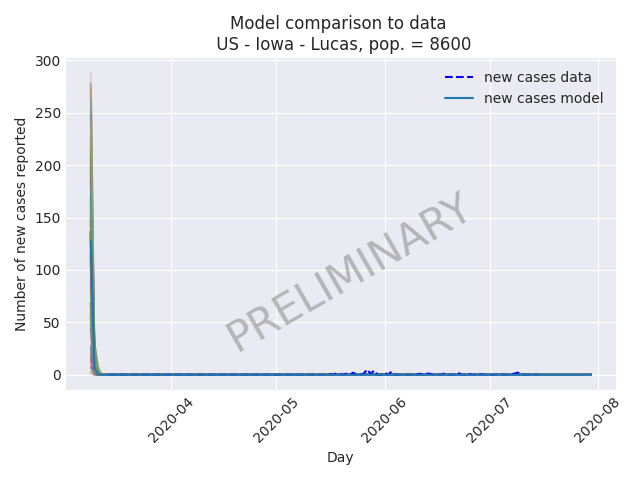 Model comparison to data
US - Iowa - Lucas, pop. = 8600
new cases data
new cases model
Number of new cases reported
300
250
200
150
100
50
0
PRELIMINARY
2020-04
2020-05
2020-06
2020-07
2020-08
Day